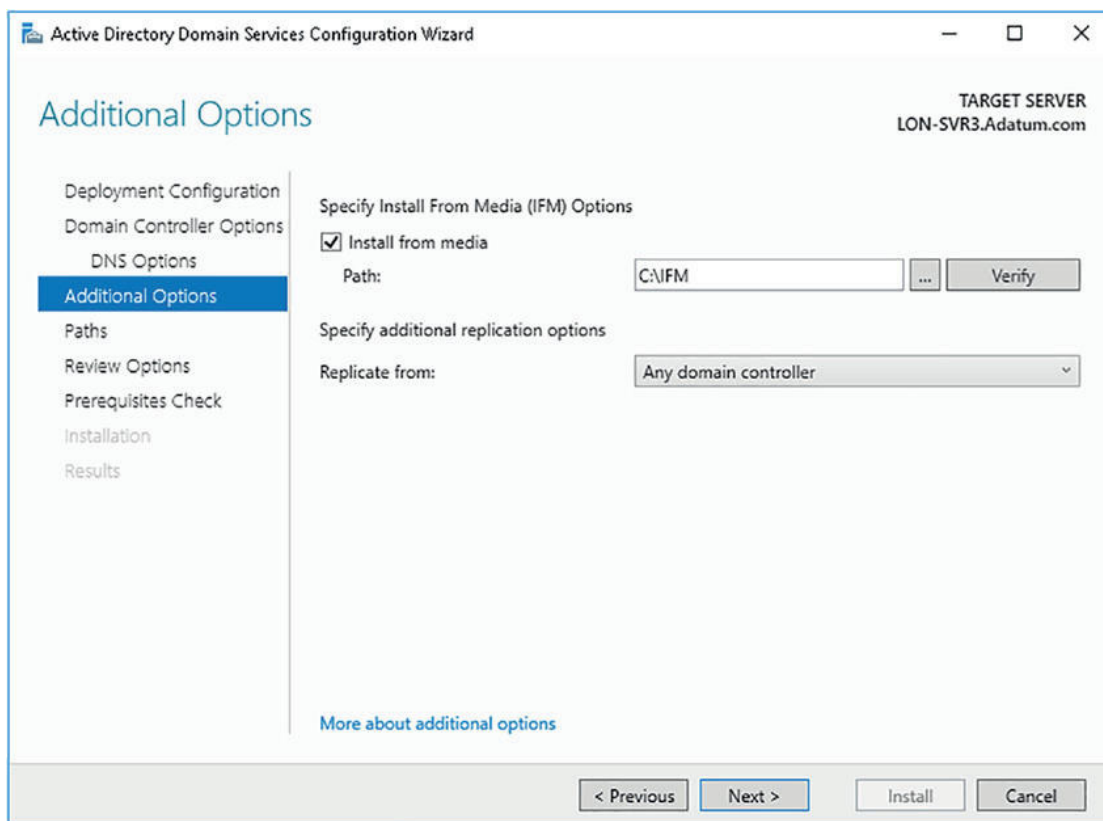 Active Directory Domain Services Configuration Wizard
Additional Options
TARGET SERVER
LON-SVR3.Adatum.com
Deployment Configuration
Domain Controller Options
DNS Options
Additional Options
Paths
Review Options
Prerequisites Check
Installation
Results
Specify Install From Media (IFM) Options
Install from media
Path:
C:\IFM
...
Verify
Specify additional replication options
Replicate from:
Any domain controller
More about additional options
< Previous
Next >
Install
Cancel